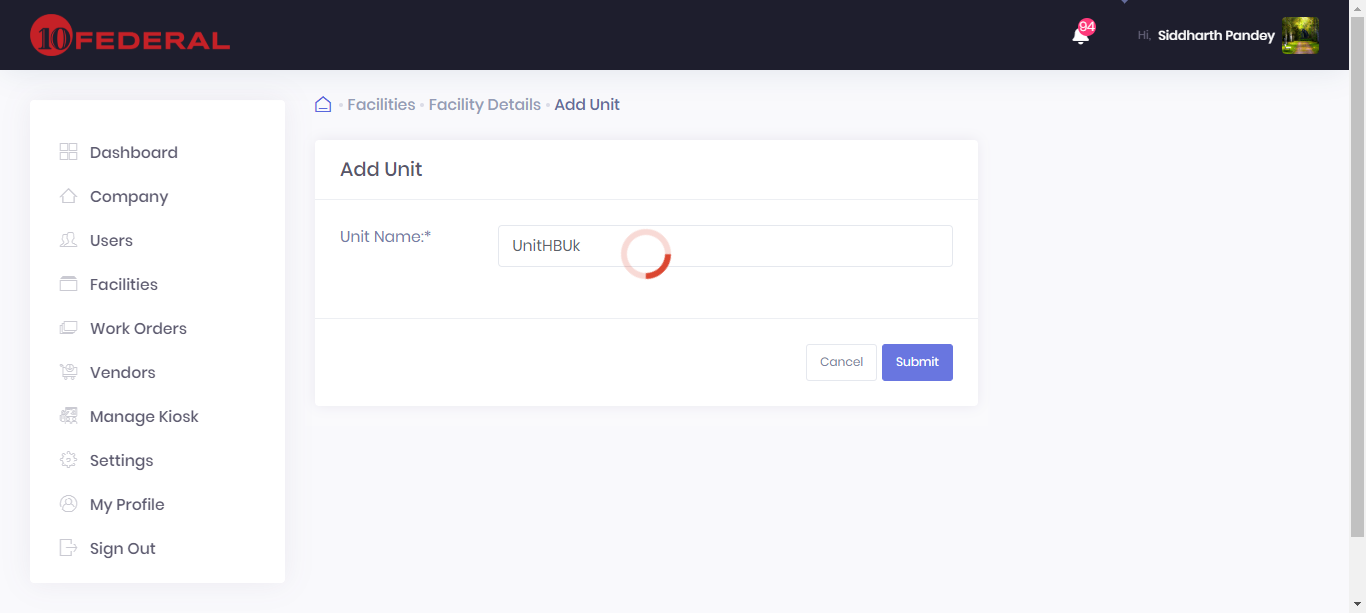 10 FEDERAL
94
Hi, Siddharth Pandey
Facilities • Facility Details • Add Unit
Dashboard
Company
Users
Facilities
Work Orders
Vendors
Manage Kiosk
Settings
My Profile
Sign Out
Add Unit
Unit Name:*
UnitHBUk
Cancel
Submit